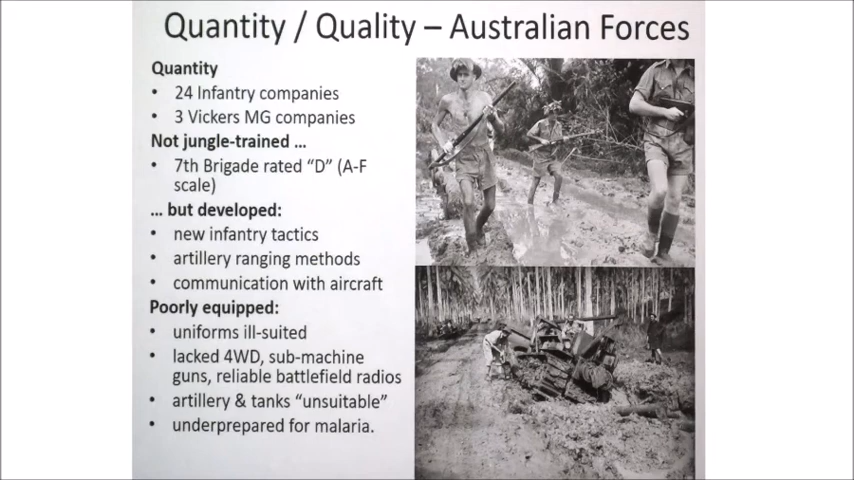 Quantity / Quality – Australian Forces
Quantity
• 24 Infantry companies
• 3 Vickers MG companies
Not jungle-trained ...
• 7th Brigade rated “D” (A-F
scale)
... but developed:
• new infantry tactics
• artillery ranging methods
• communication with aircraft
Poorly equipped:
• uniforms ill-suited
• lacked 4WD, sub-machine
guns, reliable battlefield radios
• artillery & tanks “unsuitable”
• underprepared for malaria.